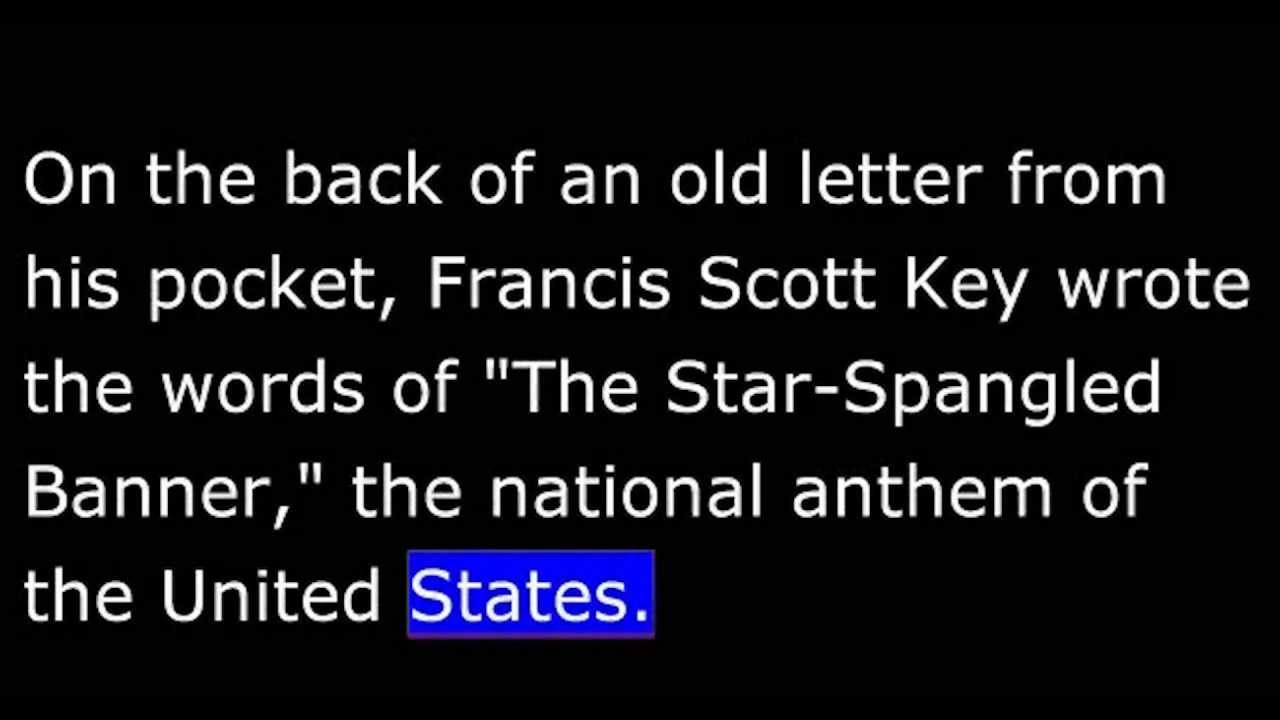 On the back of an old letter from
his pocket, Francis Scott Key wrote
the words of "The Star-Spangled
Banner," the national anthem of
the United States.